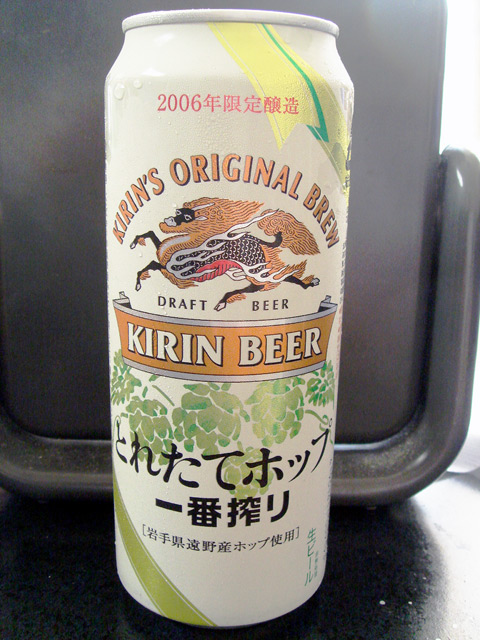 2006年限定醸造
KIRIN'S ORIGINAL BREW
DRAFT BEER
KIRIN BEER
とれたてホップ
一番搾り
[岩手県遠野産ホップ使用]
生ビール